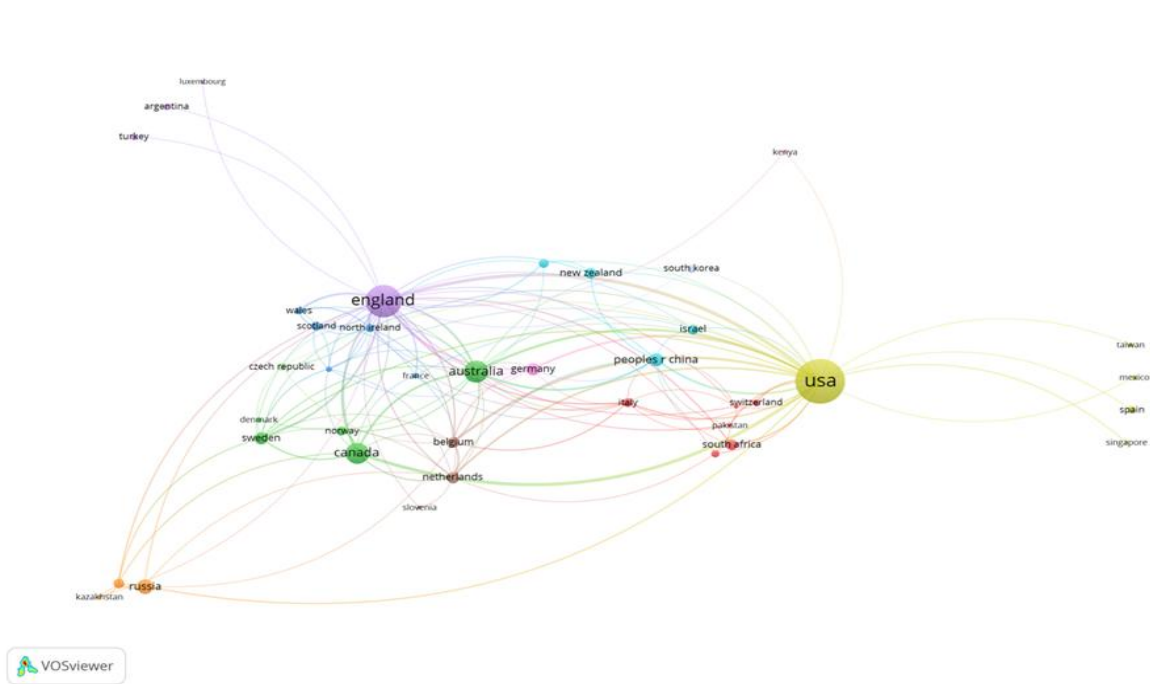 luxembourg
argentina
turkey
kenya
england
new zealand
south korea
wales
scotland
north ireland
israel
czech republic
france
australia
germany
peoples r china
usa
taiwan
mexico
italy
switzerland
spain
denmark
norway
sweden
canada
belgium
pakistan
south africa
singapore
netherlands
slovenia
russia
kazakhstan
VOSviewer